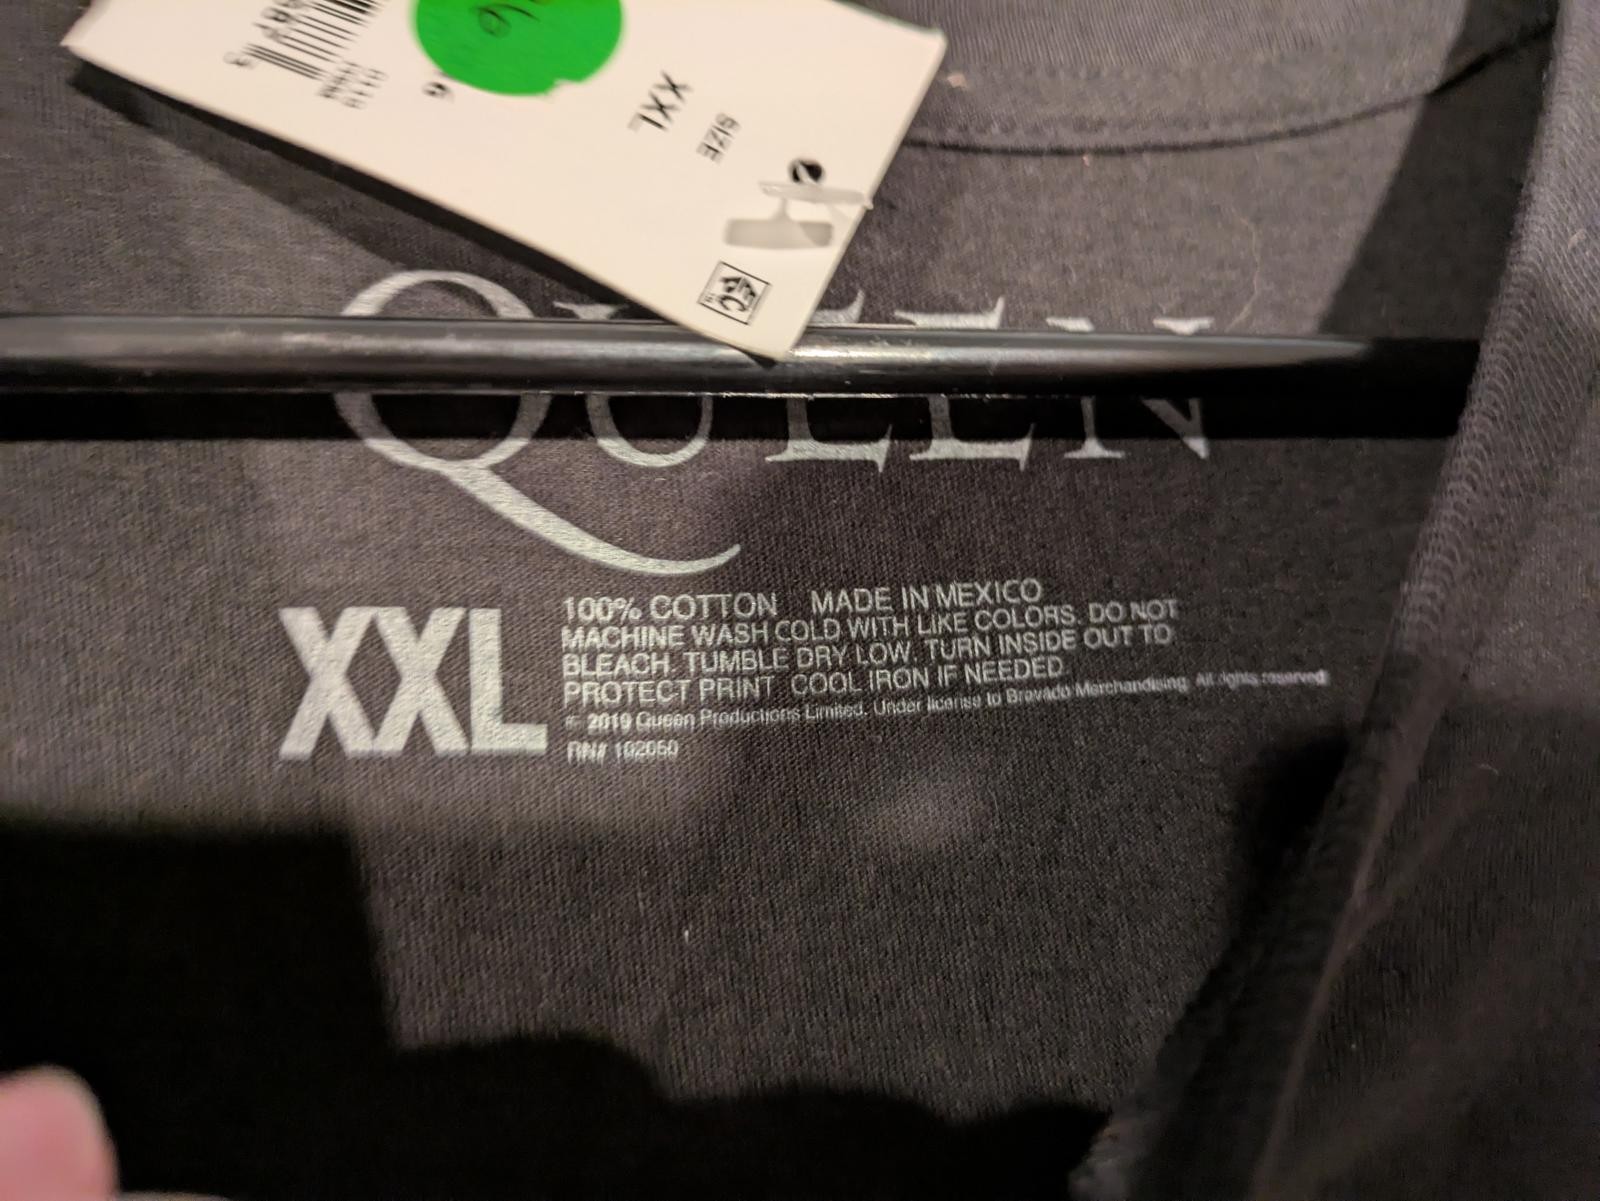 SIZE
XXL
6
QUEEN
XXL
100% COTTON MADE IN MEXICO
MACHINE WASH COLD WITH LIKE COLORS. DO NOT
BLEACH. TUMBLE DRY LOW. TURN INSIDE OUT TO
PROTECT PRINT COOL IRON IF NEEDED
© 2019 Queen Productions Limited. Under license to Bravado Merchandising. All rights reserved
RN# 102050